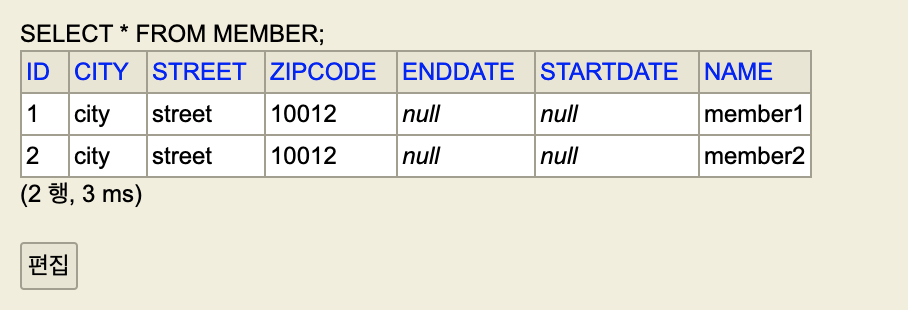 SELECT * FROM MEMBER;
ID CITY STREET ZIPCODE ENDDATE STARTDATE NAME
1 city street 10012 null null member1
2 city street 10012 null null member2
(2 행, 3 ms)
편집